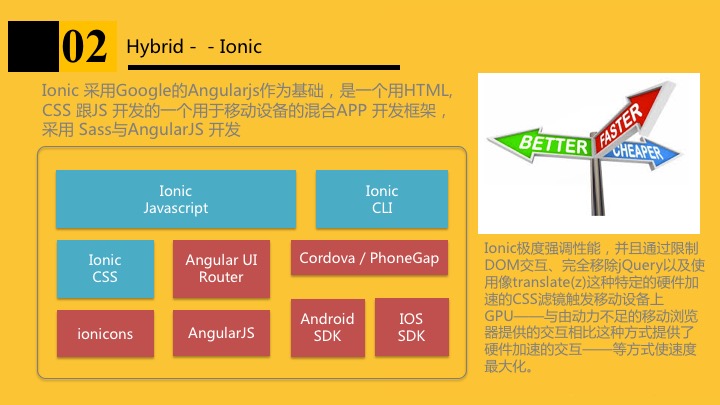 02
Hybrid - - Ionic
Ionic 采用Google的Angularjs作为基础，是一个用HTML,
CSS 跟JS 开发的一个用于移动设备的混合APP 开发框架，
采用 Sass与AngularJS 开发
Ionic
Javascript
Ionic
CLI
Ionic
CSS
Angular UI
Router
Cordova / PhoneGap
ionicons
AngularJS
Android
SDK
IOS
SDK
BETTER
FASTER
CHEAPER
Ionic极度强调性能，并且通过限制
DOM交互、完全移除jQuery以及使
用像translate(z)这种特定的硬件加
速的CSS滤镜触发移动设备上
GPU——与由动力不足的移动浏览
器提供的交互相比这种方式提供了
硬件加速的交互——等方式使速度
最大化。